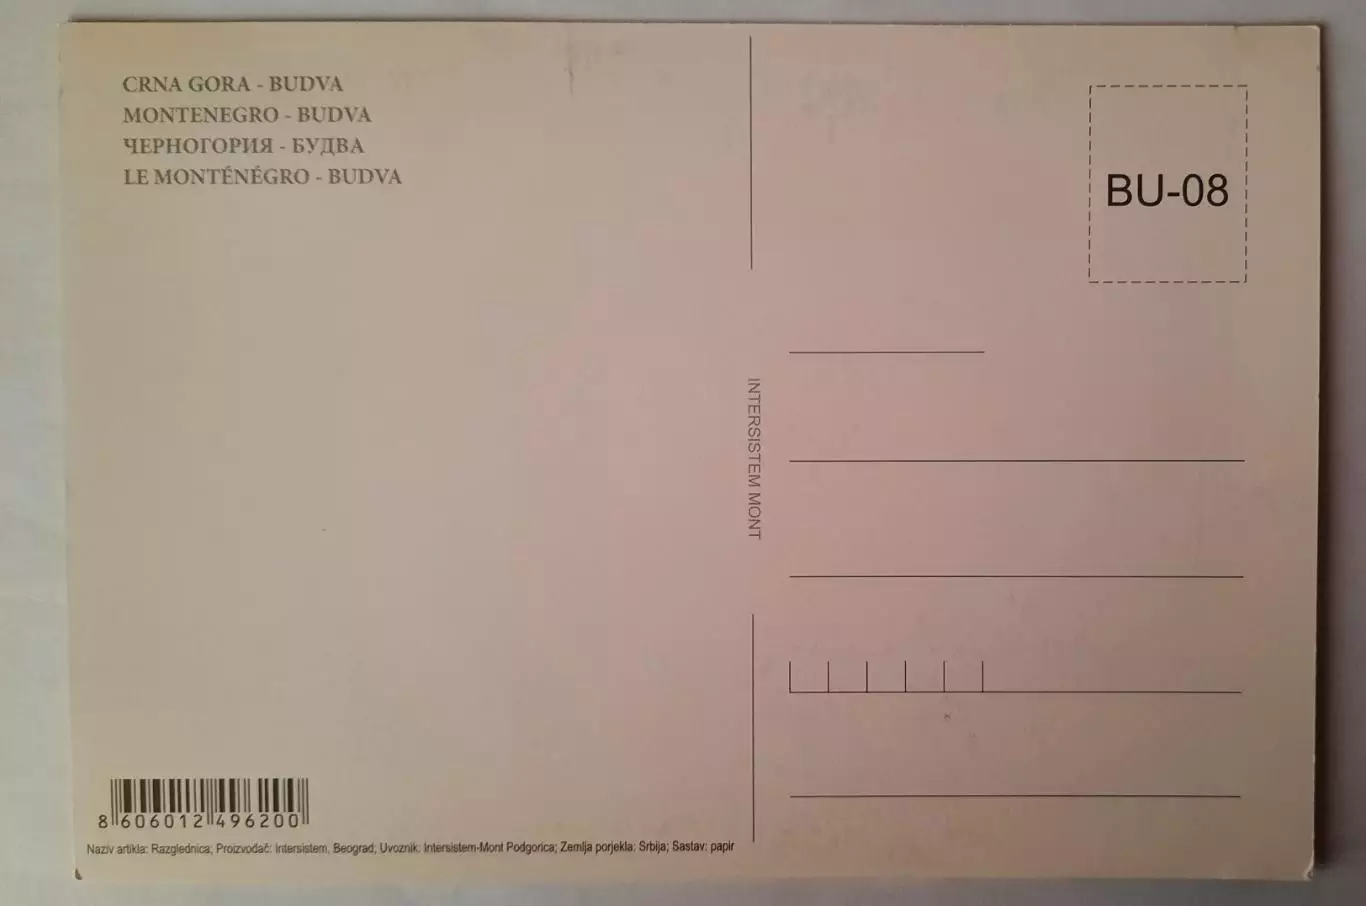 CRNA GORA - BUDVA
MONTENEGRO - BUDVA
ЧЕРНОГОРИЯ - БУДВА
LE MONTÉNÉGRO - BUDVA
BU-08
INTERSISTEM MONT
8 606012 496200
Naziv artikla: Razglednica; Proizvođač: Intersistem, Beograd; Uvoznik: Intersistem-Mont Podgorica; Zemlja porjekla: Srbija; Sastav: papir